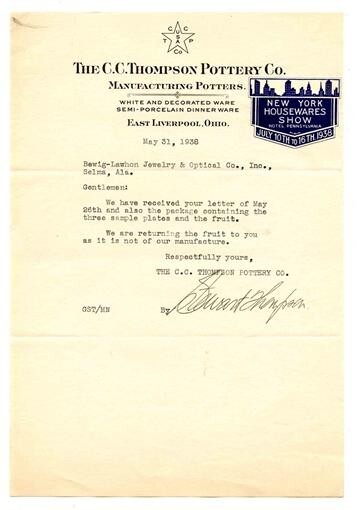 T C C P
USA
Co
THE C.C. THOMPSON POTTERY CO.
MANUFACTURING POTTERS.
WHITE AND DECORATED WARE
SEMI-PORCELAIN DINNER WARE
EAST LIVERPOOL, OHIO.
NEW YORK
HOUSEWARES
SHOW
HOTEL PENNSYLVANIA
JULY 10TH to 16TH 1938
May 31, 1938
Bewig-Lawhon Jewelry & Optical Co., Inc.,
Selma, Ala.
Gentlemen:
We have received your letter of May
26th and also the package containing the
three sample plates and the fruit.
We are returning the fruit to you
as it is not of our manufacture.
Respectfully yours,
THE C.C. THOMPSON POTTERY CO.
GST/MN
By Stewart Thompson